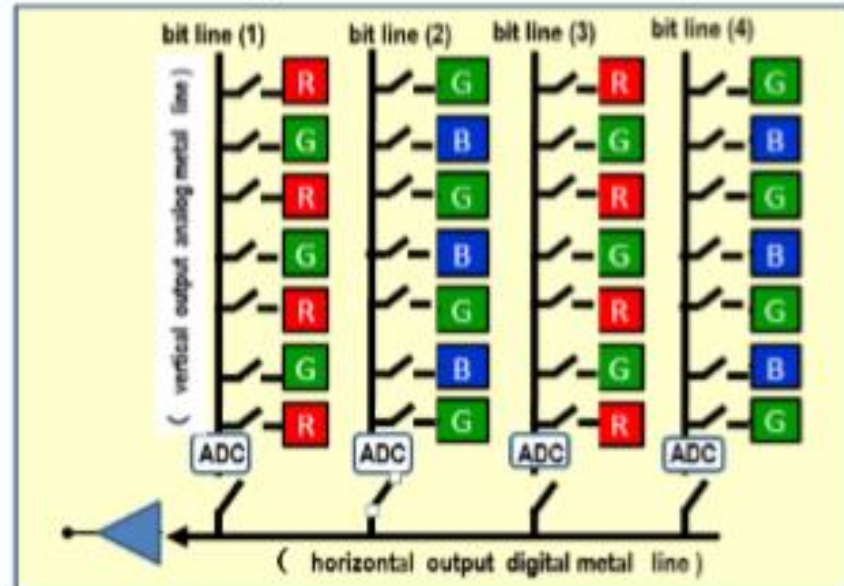 bit line (1) bit line (2) bit line (3) bit line (4)
( vertical output analog metal line )
R G R G
G B G B
R G R G
G B G B
R G R G
G B G B
R G R G
ADC ADC ADC ADC
( horizontal output digital metal line )